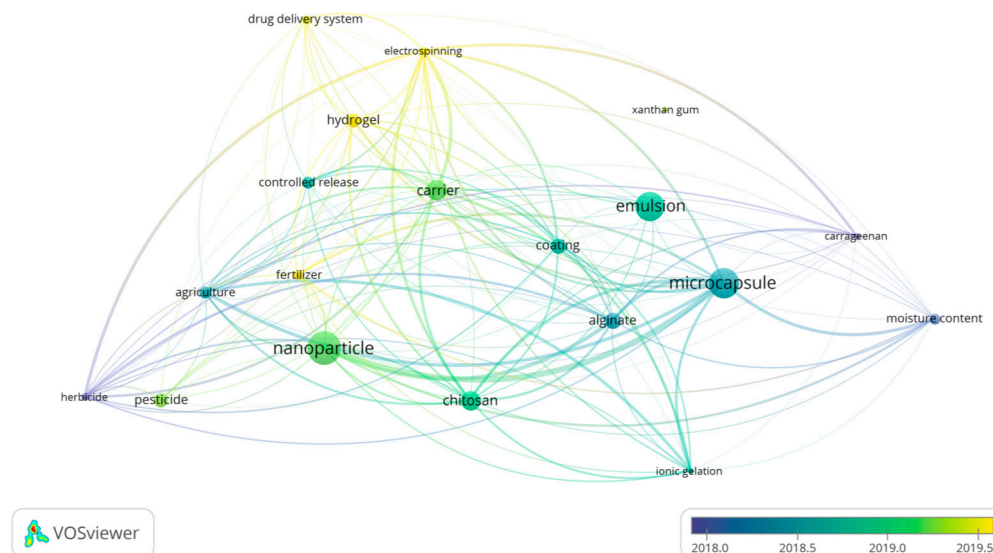 drug delivery system
electrospinning
xanthan gum
hydrogel
controlled release
carrier
emulsion
carrageenan
coating
fertilizer
microcapsule
agriculture
alginate
moisture content
nanoparticle
herbicide
pesticide
chitosan
ionic gelation
VOSviewer
2018.0 2018.5 2019.0 2019.5